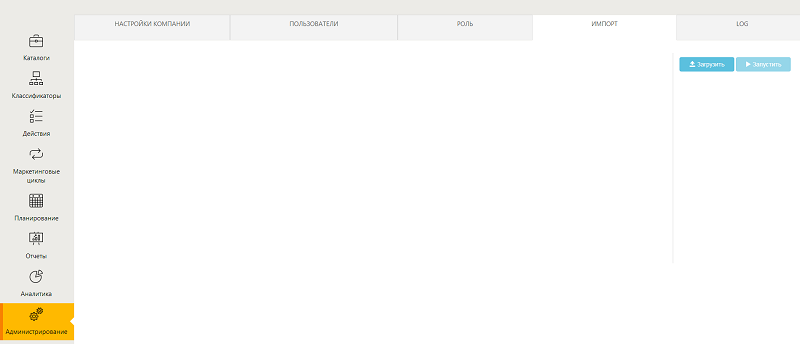 НАСТРОЙКИ КОМПАНИИ
ПОЛЬЗОВАТЕЛИ
РОЛЬ
ИМПОРТ
LOG
Каталоги
Классификаторы
Действия
Маркетинговые
циклы
Планирование
Отчеты
Аналитика
Администрирование
Загрузить
Запустить